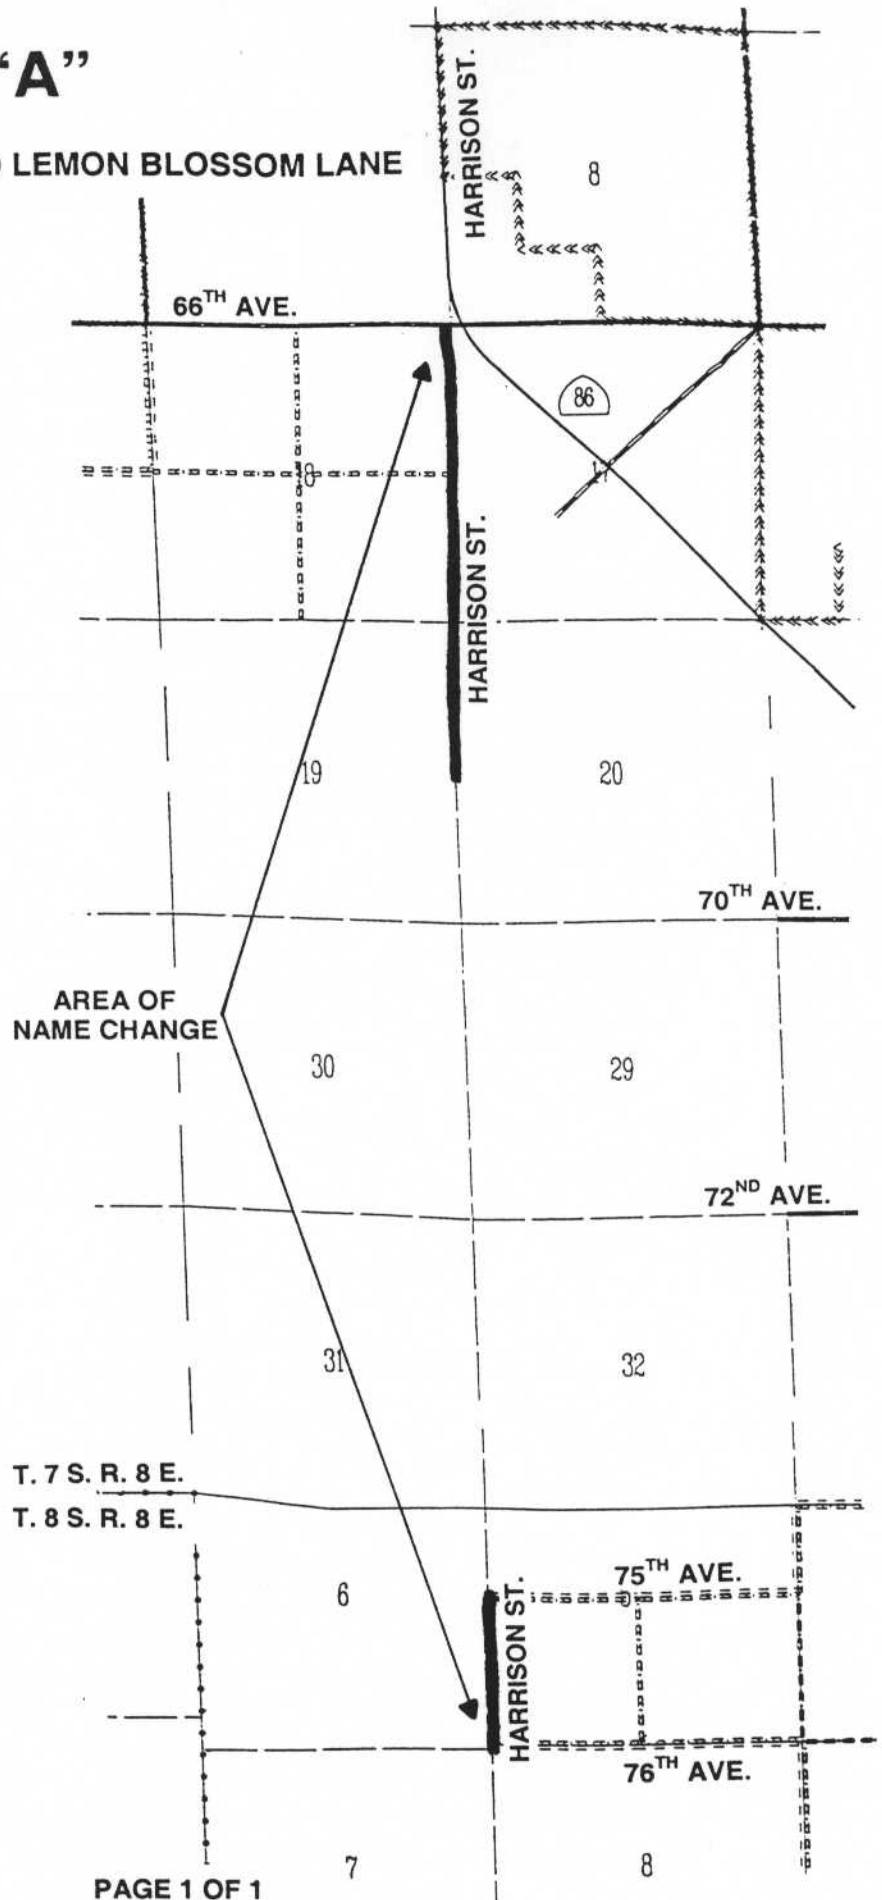 “A”
LEMON BLOSSOM LANE
HARRISON ST.
8
66TH AVE.
86
17
HARRISON ST.
19
20
70TH AVE.
AREA OF
NAME CHANGE
30
29
72ND AVE.
31
32
T. 7 S. R. 8 E.
T. 8 S. R. 8 E.
75TH AVE.
6
HARRISON ST.
76TH AVE.
7
8
PAGE 1 OF 1